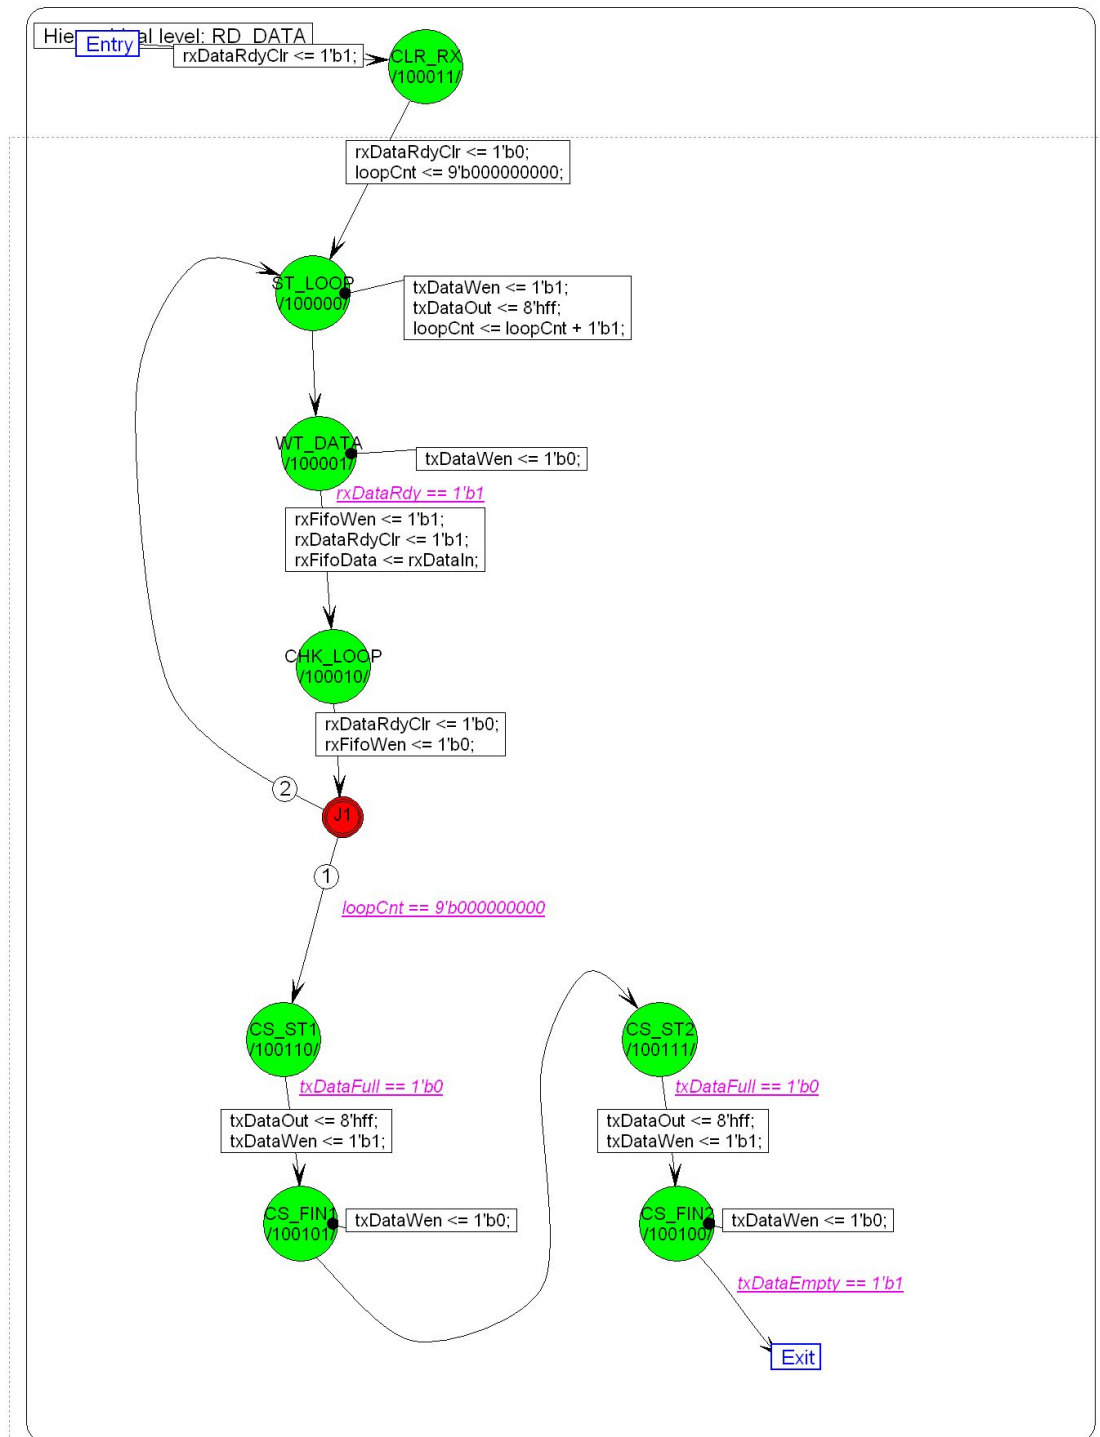 Hie al level: RD_DATA
Entry
rxDataRdyClr <= 1'b1;
CLR_RX
/100011/
rxDataRdyClr <= 1'b0;
loopCnt <= 9'b000000000;
ST_LOOP
/100000/
txDataWen <= 1'b1;
txDataOut <= 8'hff;
loopCnt <= loopCnt + 1'b1;
WT_DATA
/100001/
txDataWen <= 1'b0;
rxDataRdy == 1'b1
rxFifoWen <= 1'b1;
rxDataRdyClr <= 1'b1;
rxFifoData <= rxDataIn;
CHK_LOOP
/100010/
rxDataRdyClr <= 1'b0;
rxFifoWen <= 1'b0;
2
J1
1
loopCnt == 9'b000000000
CS_ST1
/100110/
txDataFull == 1'b0
txDataOut <= 8'hff;
txDataWen <= 1'b1;
CS_FIN1
/100101/
txDataWen <= 1'b0;
CS_ST2
/100111/
txDataFull == 1'b0
txDataOut <= 8'hff;
txDataWen <= 1'b1;
CS_FIN2
/100100/
txDataWen <= 1'b0;
txDataEmpty == 1'b1
Exit